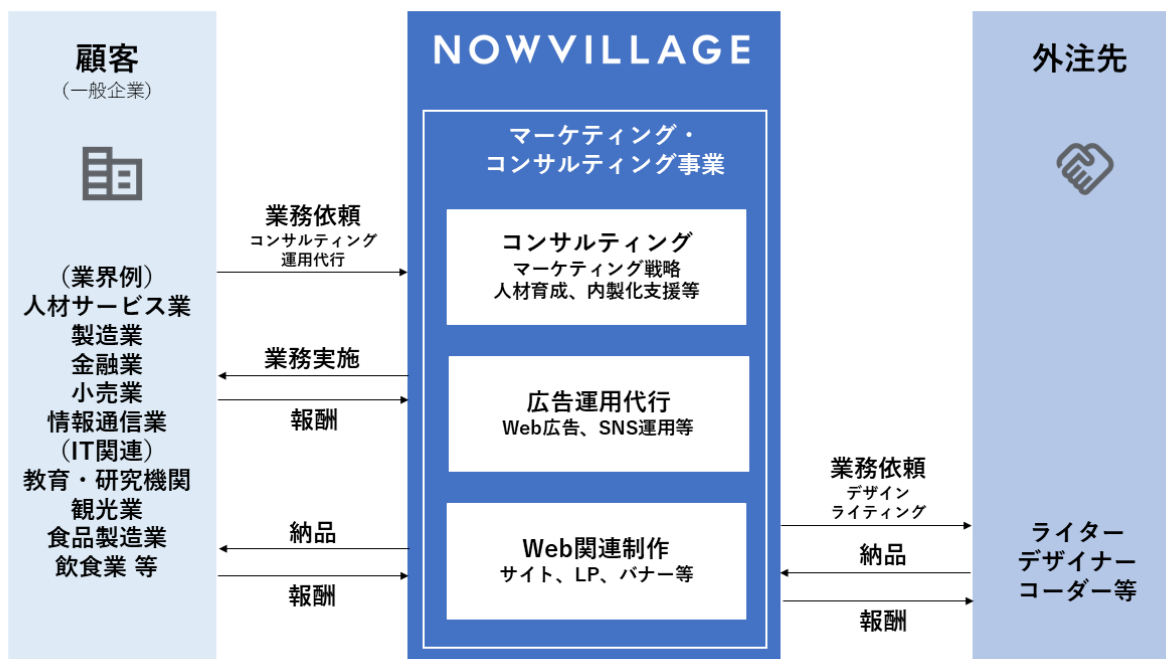 顧客
（一般企業）
（業界例）
人材サービス業
製造業
金融業
小売業
情報通信業
（IT関連）
教育・研究機関
観光業
食品製造業
飲食業 等
業務依頼
コンサルティング
運用代行
業務実施
報酬
納品
報酬
NOWVILLAGE
マーケティング・
コンサルティング事業
コンサルティング
マーケティング戦略
人材育成、内製化支援等
広告運用代行
Web広告、SNS運用等
Web関連制作
サイト、LP、バナー等
業務依頼
デザイン
ライティング
納品
報酬
外注先
ライター
デザイナー
コーダー等